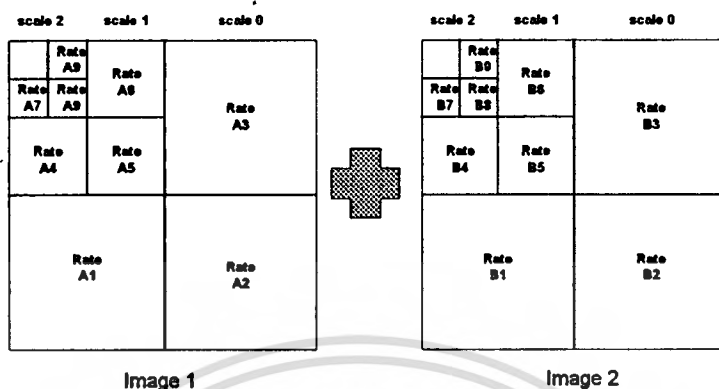 scale 2 scale 1 scale 0
Rate
A9
Rate
A6
Rate
A7
Rate
A9
Rate
A3
Rate
A4
Rate
A5
Rate
A1
Rate
A2
Image 1
scale 2 scale 1 scale 0
Rate
B9
Rate
B6
Rate
B7
Rate
B8
Rate
B3
Rate
B4
Rate
B5
Rate
B1
Rate
B2
Image 2